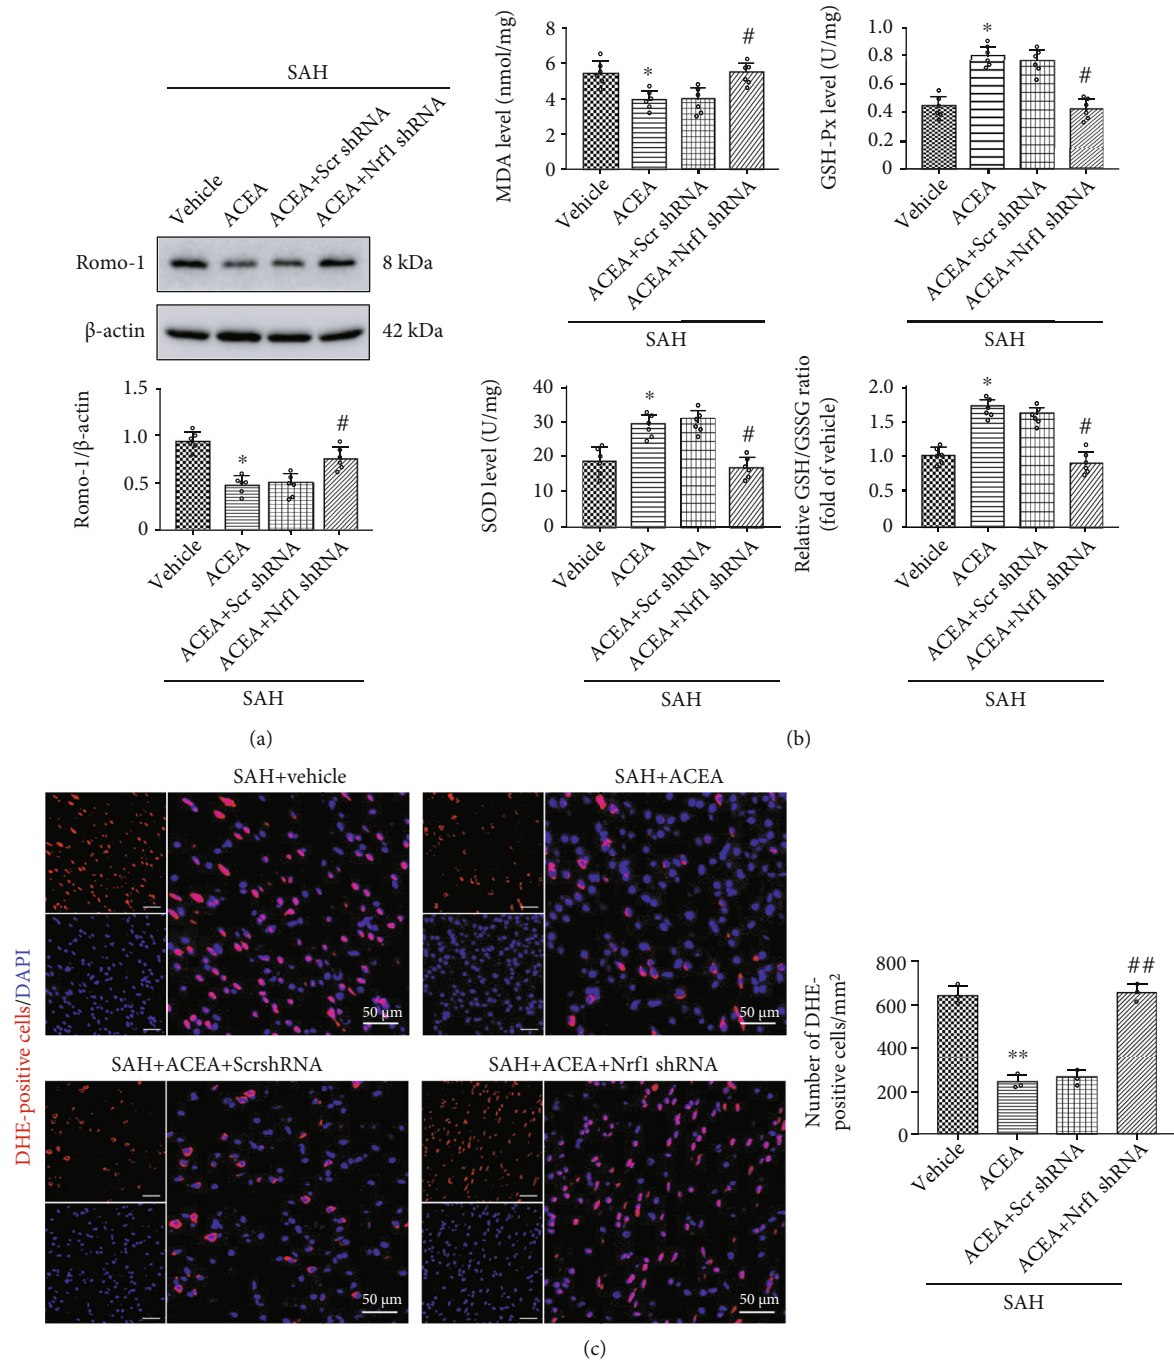 SAH
Vehicle
ACEA
ACEA+Scr shRNA
ACEA+Nrf1 shRNA
Romo-1
8 kDa
β-actin
42 kDa
Romo-1/β-actin
1.5
1.0
0.5
0
*
#
Vehicle
ACEA
ACEA+Scr shRNA
ACEA+Nrf1 shRNA
SAH
(a)
MDA level (nmol/mg)
8
6
4
2
0
*
#
Vehicle
ACEA
ACEA+Scr shRNA
ACEA+Nrf1 shRNA
SAH
GSH-Px level (U/mg)
1.0
0.8
0.6
0.4
0.2
0
*
#
Vehicle
ACEA
ACEA+Scr shRNA
ACEA+Nrf1 shRNA
SAH
SOD level (U/mg)
40
30
20
10
0
*
#
Vehicle
ACEA
ACEA+Scr shRNA
ACEA+Nrf1 shRNA
SAH
Relative GSH/GSSG ratio
(fold of vehicle)
2.0
1.5
1.0
0.5
0
*
#
Vehicle
ACEA
ACEA+Scr shRNA
ACEA+Nrf1 shRNA
SAH
(b)
DHE-positive cells/DAPI
SAH+vehicle
50 μm
SAH+ACEA
50 μm
SAH+ACEA+ScrshRNA
50 μm
SAH+ACEA+Nrf1 shRNA
50 μm
Number of DHE-
positive cells/mm²
800
600
400
200
0
**
##
Vehicle
ACEA
ACEA+Scr shRNA
ACEA+Nrf1 shRNA
SAH
(c)